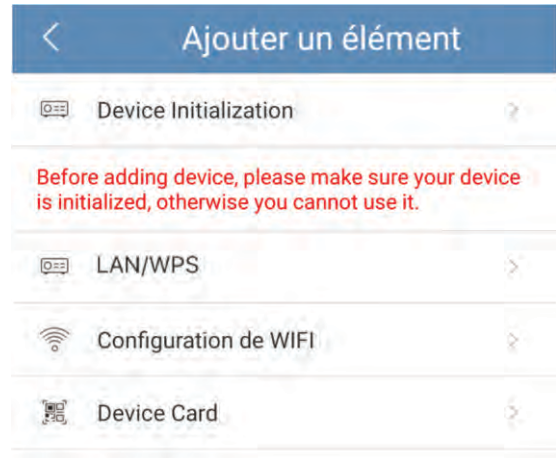 Ajouter un élément
Device Initialization
Before adding device, please make sure your device
is initialized, otherwise you cannot use it.
LAN/WPS
Configuration de WIFI
Device Card